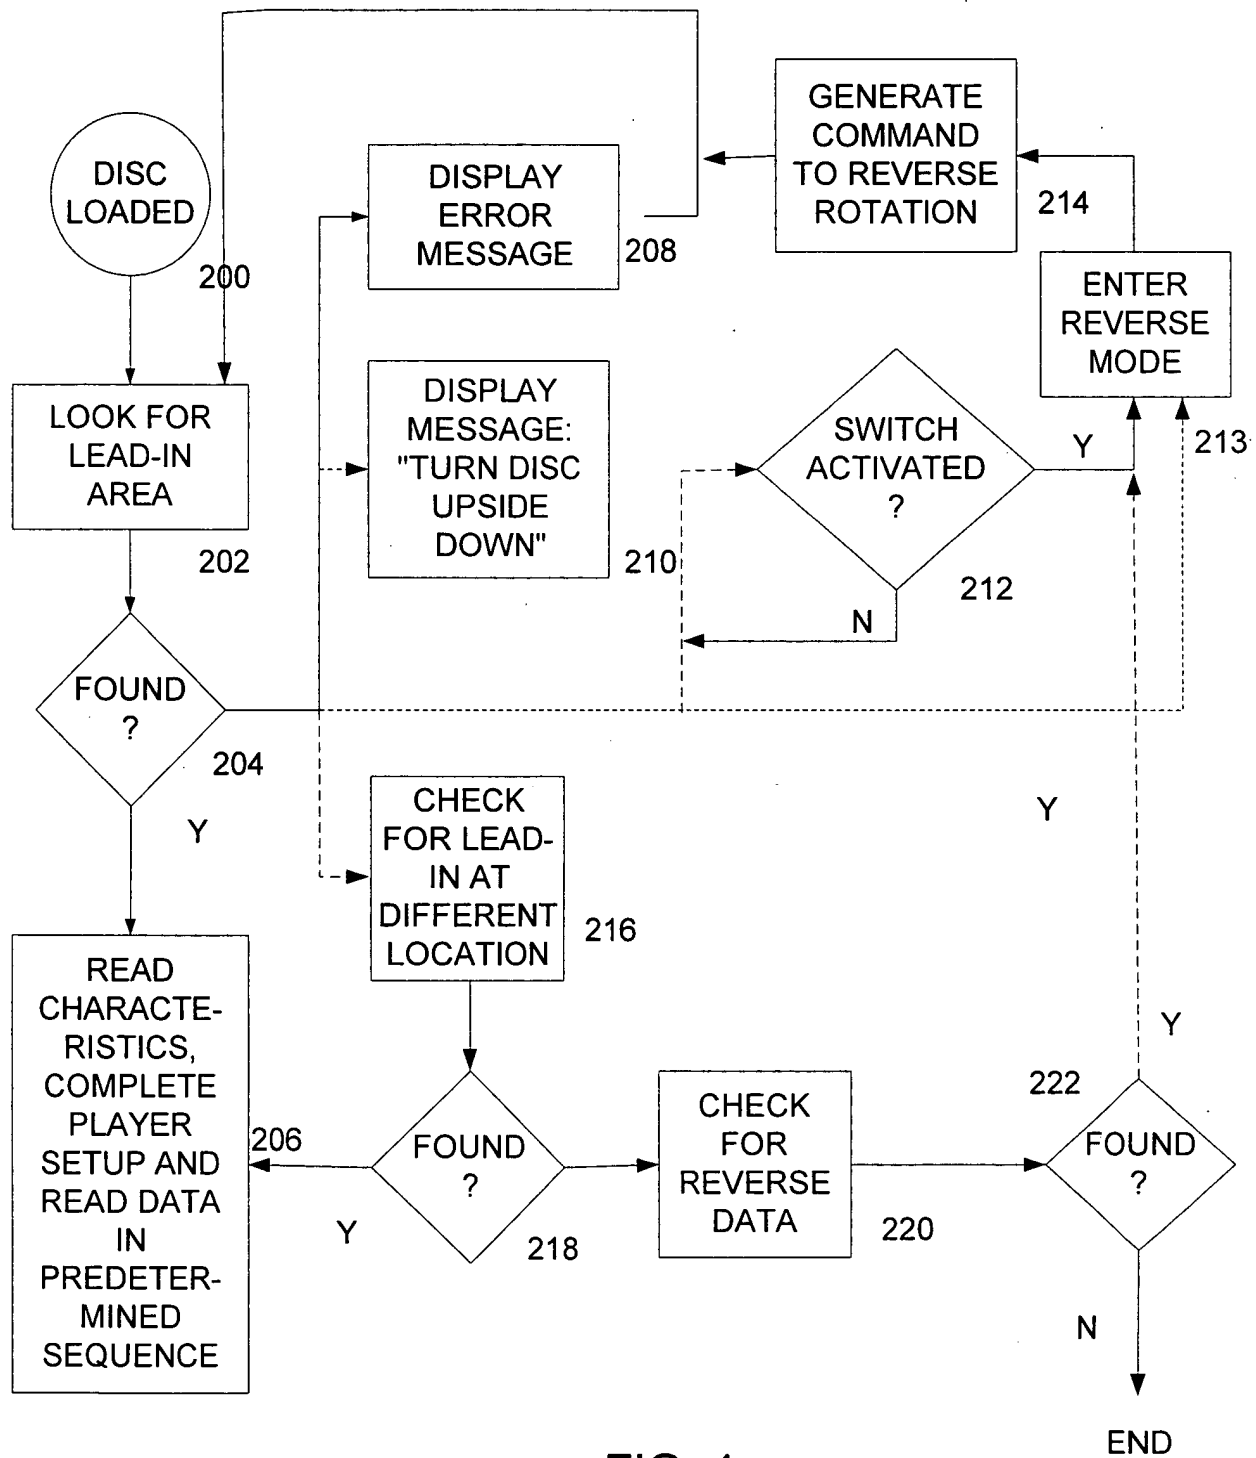 DISC
LOADED
200
LOOK FOR
LEAD-IN
AREA
202
FOUND
?
204
Y
READ
CHARACTE-
RISTICS,
COMPLETE
PLAYER
SETUP AND
READ DATA
IN
PREDETER-
MINED
SEQUENCE
206
DISPLAY
ERROR
MESSAGE
208
DISPLAY
MESSAGE:
"TURN DISC
UPSIDE
DOWN"
210
SWITCH
ACTIVATED
?
212
Y
N
ENTER
REVERSE
MODE
213
GENERATE
COMMAND
TO REVERSE
ROTATION
214
CHECK
FOR LEAD-
IN AT
DIFFERENT
LOCATION
216
FOUND
?
218
Y
CHECK
FOR
REVERSE
DATA
220
FOUND
?
222
Y
Y
N
END